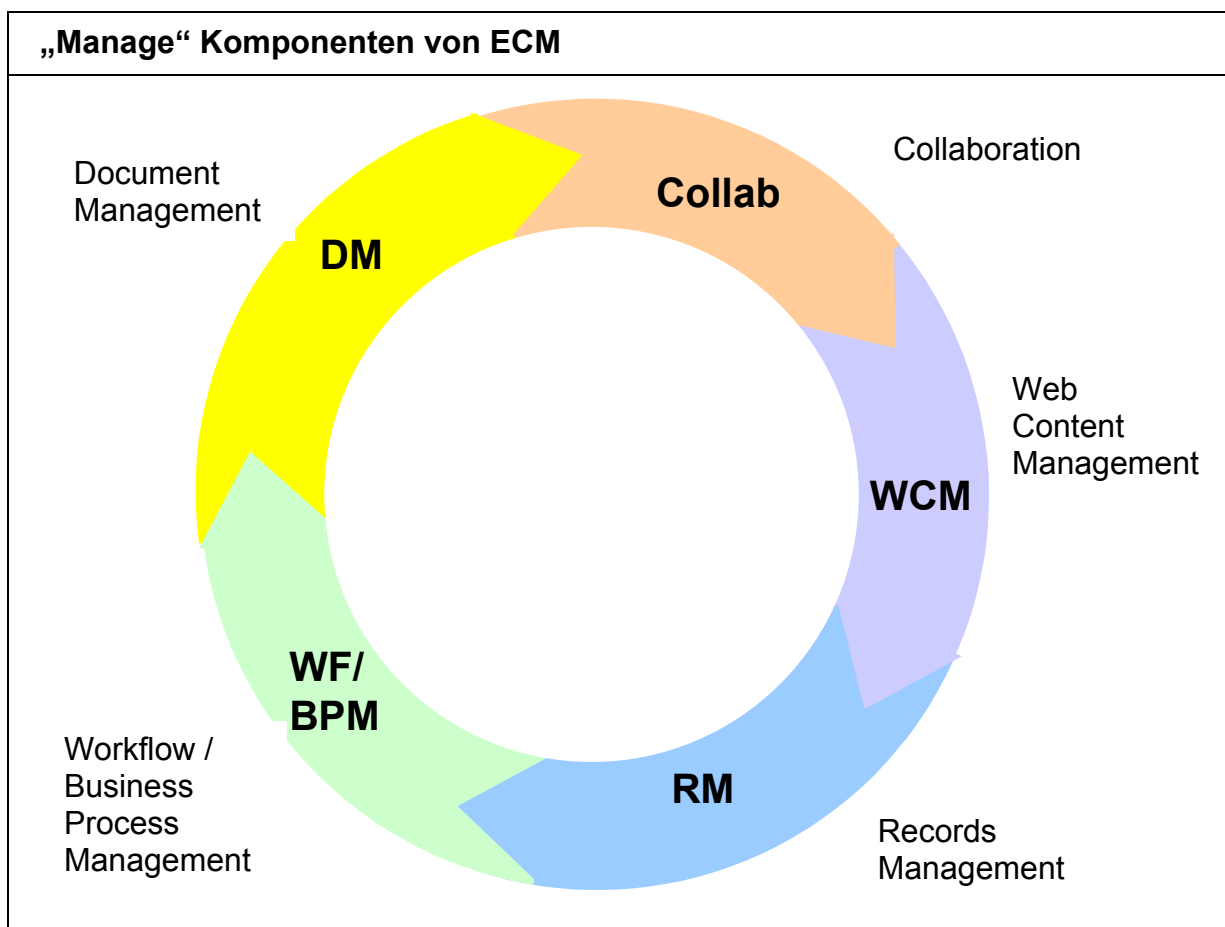 „Manage“ Komponenten von ECM
Document
Management
DM
Collab
Collaboration
Web
Content
Management
WCM
RM
Records
Management
WF/
BPM
Workflow /
Business
Process
Management